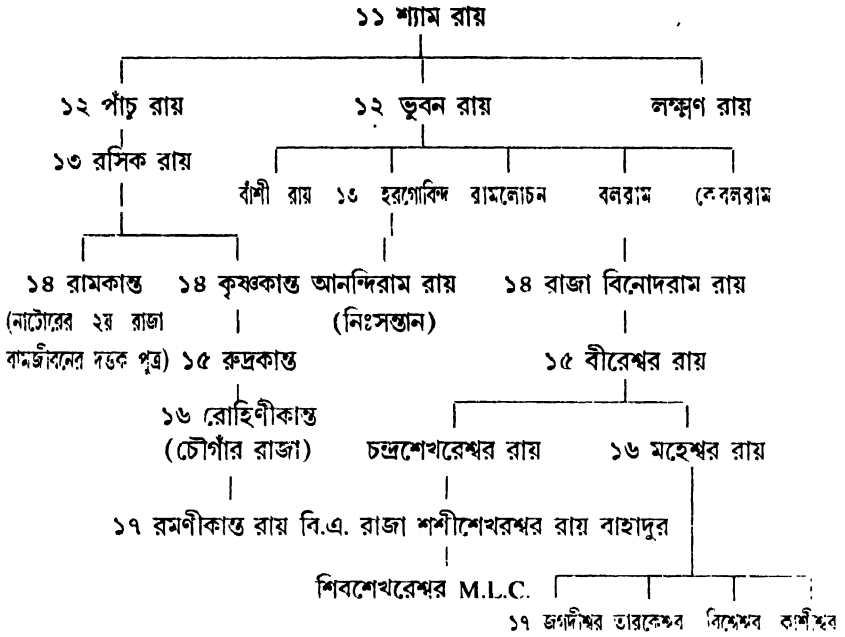 ১১ শ্যাম রায়
১২ পাঁচু রায় ১২ ভুবন রায় লক্ষ্মণ রায়
১৩ রসিক রায়
বাঁশী রায় ১৩ হরগোবিন্দ রামলোচন বলরাম কেবলরাম
১৪ রামকান্ত ১৪ কৃষ্ণকান্ত আনন্দিরাম রায় ১৪ রাজা বিনোদরাম রায়
(নাটোরের ২য় রাজা (নিঃসন্তান)
রামজীবনের দত্তক পুত্র) ১৫ রুদ্রকান্ত ১৫ বীরেশ্বর রায়
১৬ রোহিণীকান্ত
(চৌগাঁর রাজা) চন্দ্রশেখরেশ্বর রায় ১৬ মহেশ্বর রায়
১৭ রমণীকান্ত রায় বি.এ. রাজা শশীশেখরশ্বর রায় বাহাদুর
শিবশেখরেশ্বর M.L.C.
১৭ জগদীশ্বর তারকেশ্বর বিশ্বেশ্বর কাশীশ্বর